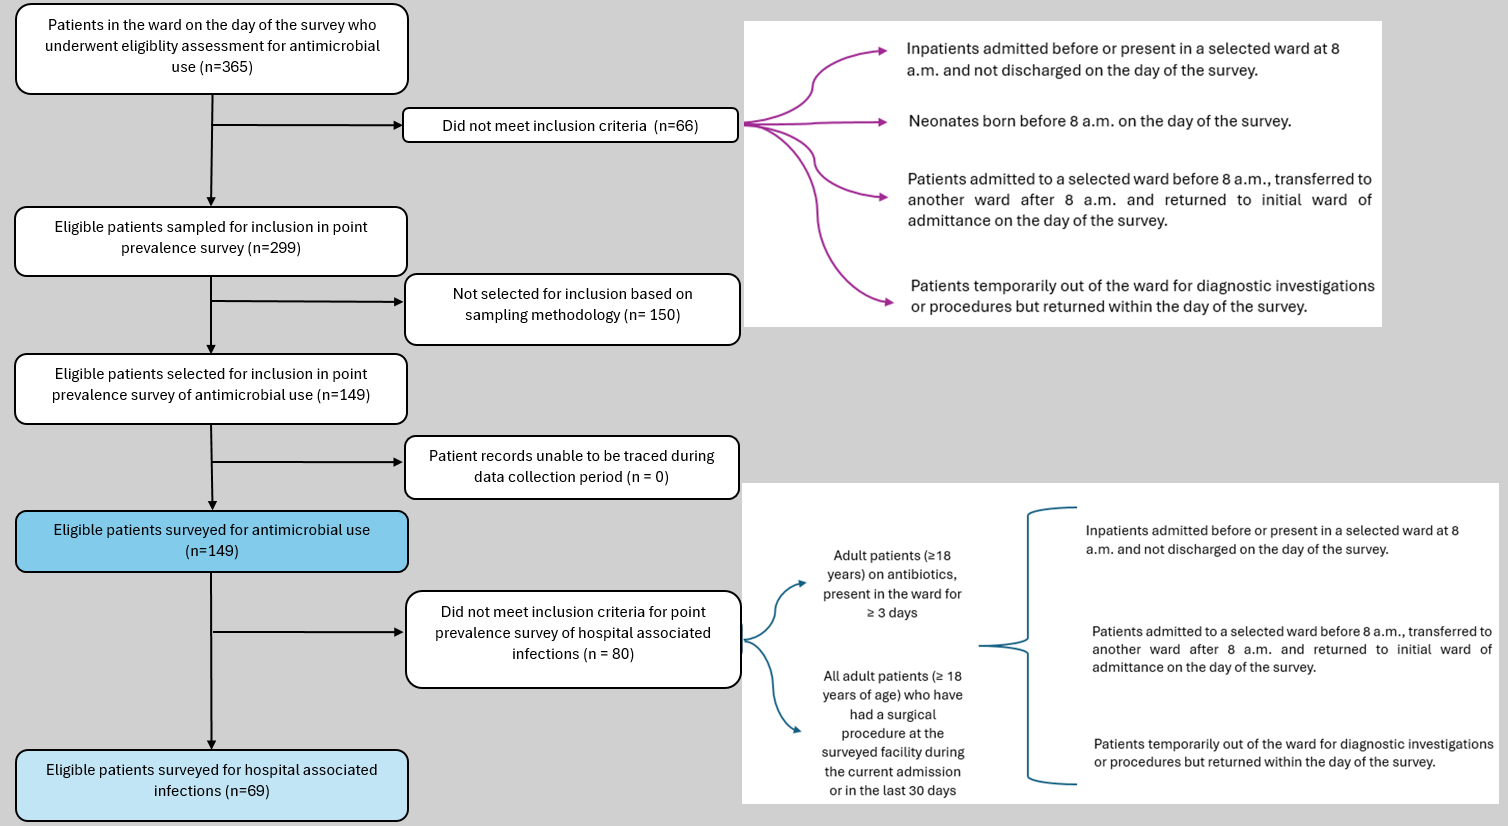 Patients in the ward on the day of the survey who
underwent eligiblity assessment for antimicrobial
use (n=365)
Did not meet inclusion criteria (n=66)
Inpatients admitted before or present in a selected ward at 8
a.m. and not discharged on the day of the survey.
Neonates born before 8 a.m. on the day of the survey.
Patients admitted to a selected ward before 8 a.m., transferred to
another ward after 8 a.m. and returned to initial ward of
admittance on the day of the survey.
Patients temporarily out of the ward for diagnostic investigations
or procedures but returned within the day of the survey.
Eligible patients sampled for inclusion in point
prevalence survey (n=299)
Not selected for inclusion based on
sampling methodology (n= 150)
Eligible patients selected for inclusion in point
prevalence survey of antimicrobial use (n=149)
Patient records unable to be traced during
data collection period (n = 0)
Eligible patients surveyed for antimicrobial use
(n=149)
Did not meet inclusion criteria for point
prevalence survey of hospital associated
infections (n = 80)
Adult patients (≥18
years) on antibiotics,
present in the ward for
≥ 3 days
All adult patients (≥ 18
years of age) who have
had a surgical
procedure at the
surveyed facility during
the current admission
or in the last 30 days
Inpatients admitted before or present in a selected ward at 8
a.m. and not discharged on the day of the survey.
Patients admitted to a selected ward before 8 a.m., transferred to
another ward after 8 a.m. and returned to initial ward of
admittance on the day of the survey.
Patients temporarily out of the ward for diagnostic investigations
or procedures but returned within the day of the survey.
Eligible patients surveyed for hospital associated
infections (n=69)